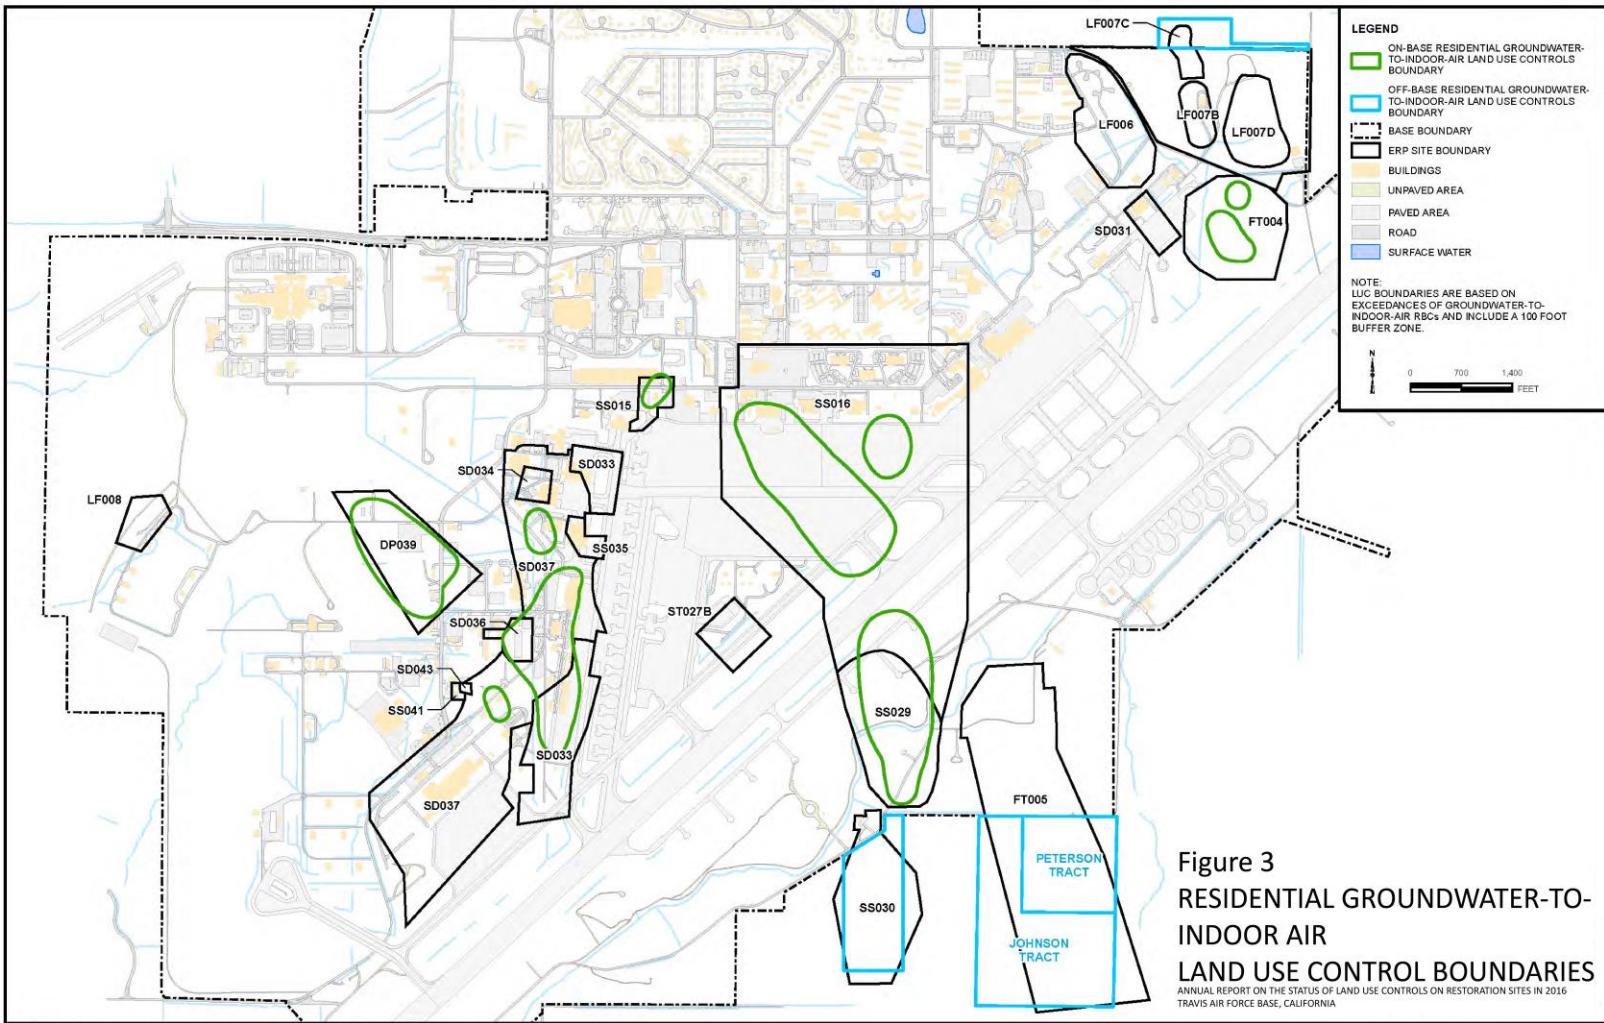 LF007C
LF006
LF007B
LF007D
SD031
FT004
SS015
SS016
SD034
SD033
LF008
DP039
SS035
SD037
ST027B
SD036
SD043
SS041
SS029
SD033
SD037
FT005
SS030
PETERSON
TRACT
JOHNSON
TRACT
LEGEND
ON-BASE RESIDENTIAL GROUNDWATER-
TO-INDOOR-AIR LAND USE CONTROLS
BOUNDARY
OFF-BASE RESIDENTIAL GROUNDWATER-
TO-INDOOR-AIR LAND USE CONTROLS
BOUNDARY
BASE BOUNDARY
ERP SITE BOUNDARY
BUILDINGS
UNPAVED AREA
PAVED AREA
ROAD
SURFACE WATER
NOTE:
LUC BOUNDARIES ARE BASED ON
EXCEEDANCES OF GROUNDWATER-TO-
INDOOR-AIR RBCs AND INCLUDE A 100 FOOT
BUFFER ZONE.
N
0 700 1,400
FEET
Figure 3
RESIDENTIAL GROUNDWATER-TO-
INDOOR AIR
LAND USE CONTROL BOUNDARIES
ANNUAL REPORT ON THE STATUS OF LAND USE CONTROLS ON RESTORATION SITES IN 2016
TRAVIS AIR FORCE BASE, CALIFORNIA